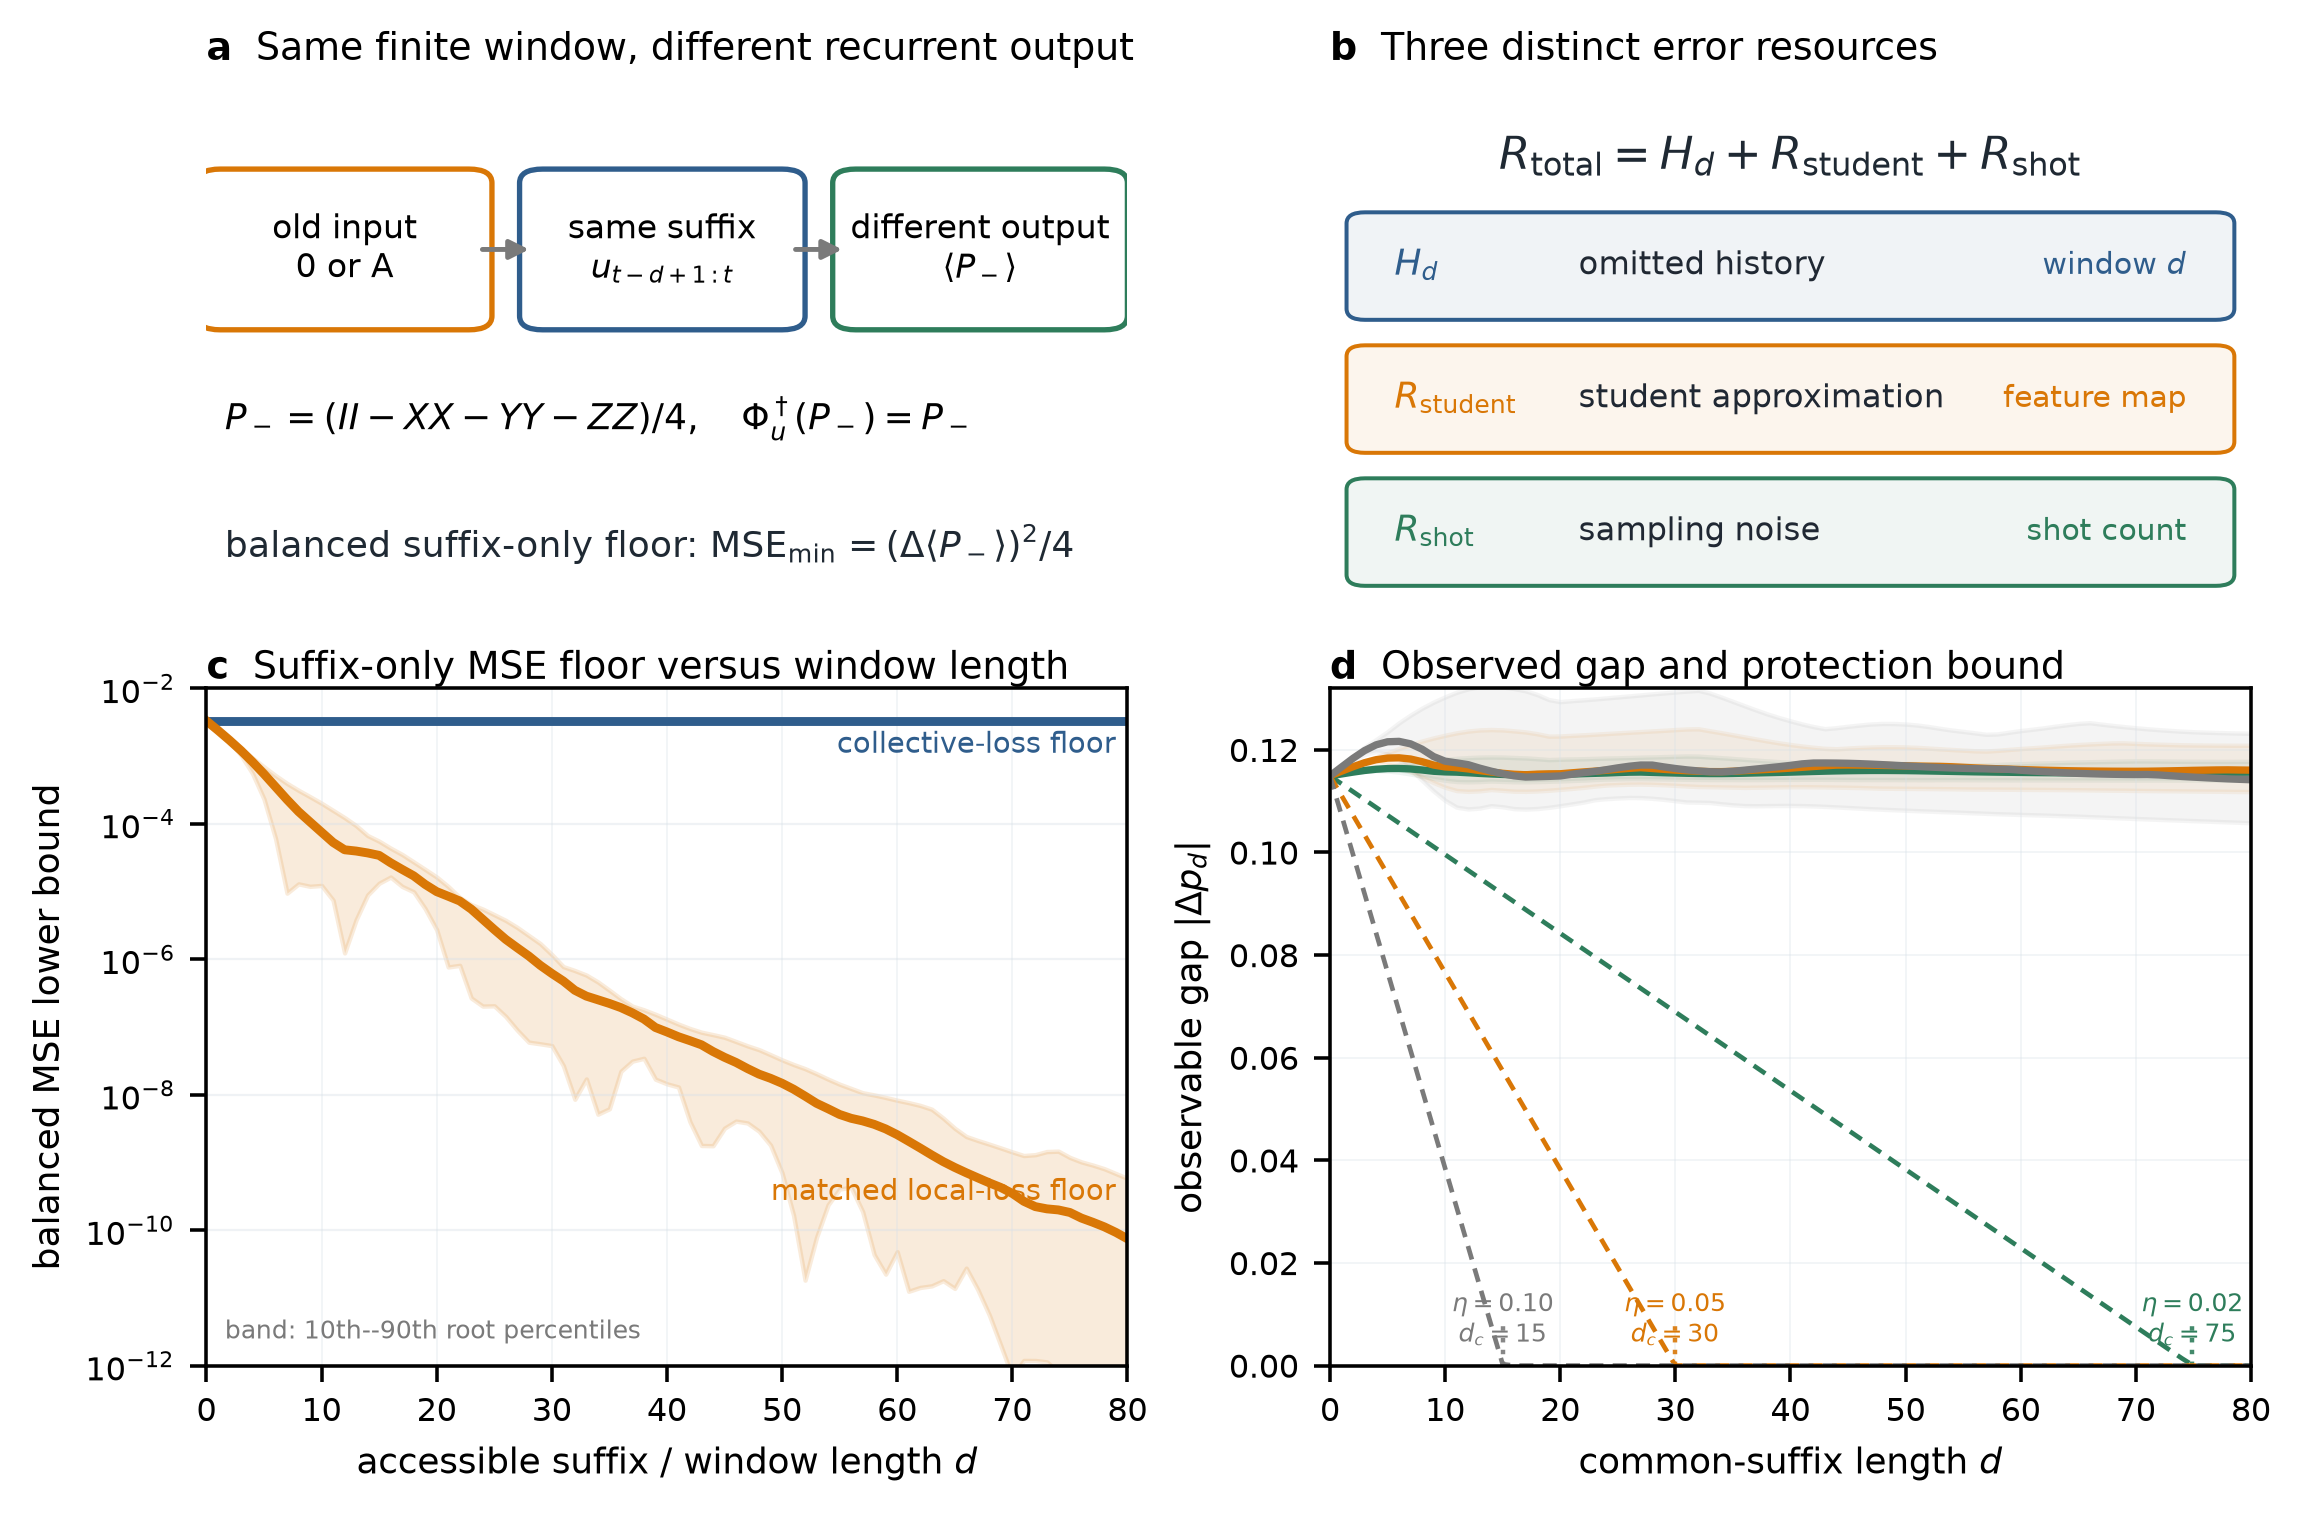 a Same finite window, different recurrent output
old input
0 or A
same suffix
u_{t−d+1:t}
different output
⟨P_−⟩
P_− = (II − XX − YY − ZZ)/4, Φ_u^†(P_−) = P_−
balanced suffix-only floor: MSE_min = (Δ⟨P_−⟩)²/4
b Three distinct error resources
R_total = H_d + R_student + R_shot
H_d omitted history window d
R_student student approximation feature map
R_shot sampling noise shot count
c Suffix-only MSE floor versus window length
balanced MSE lower bound
10⁻²
10⁻⁴
10⁻⁶
10⁻⁸
10⁻¹⁰
10⁻¹²
collective-loss floor
matched local-loss floor
band: 10th--90th root percentiles
0 10 20 30 40 50 60 70 80
accessible suffix / window length d
d Observed gap and protection bound
observable gap |Δp_d|
0.12
0.10
0.08
0.06
0.04
0.02
0.00
η = 0.10
d_c = 15
η = 0.05
d_c = 30
η = 0.02
d_c = 75
0 10 20 30 40 50 60 70 80
common-suffix length d